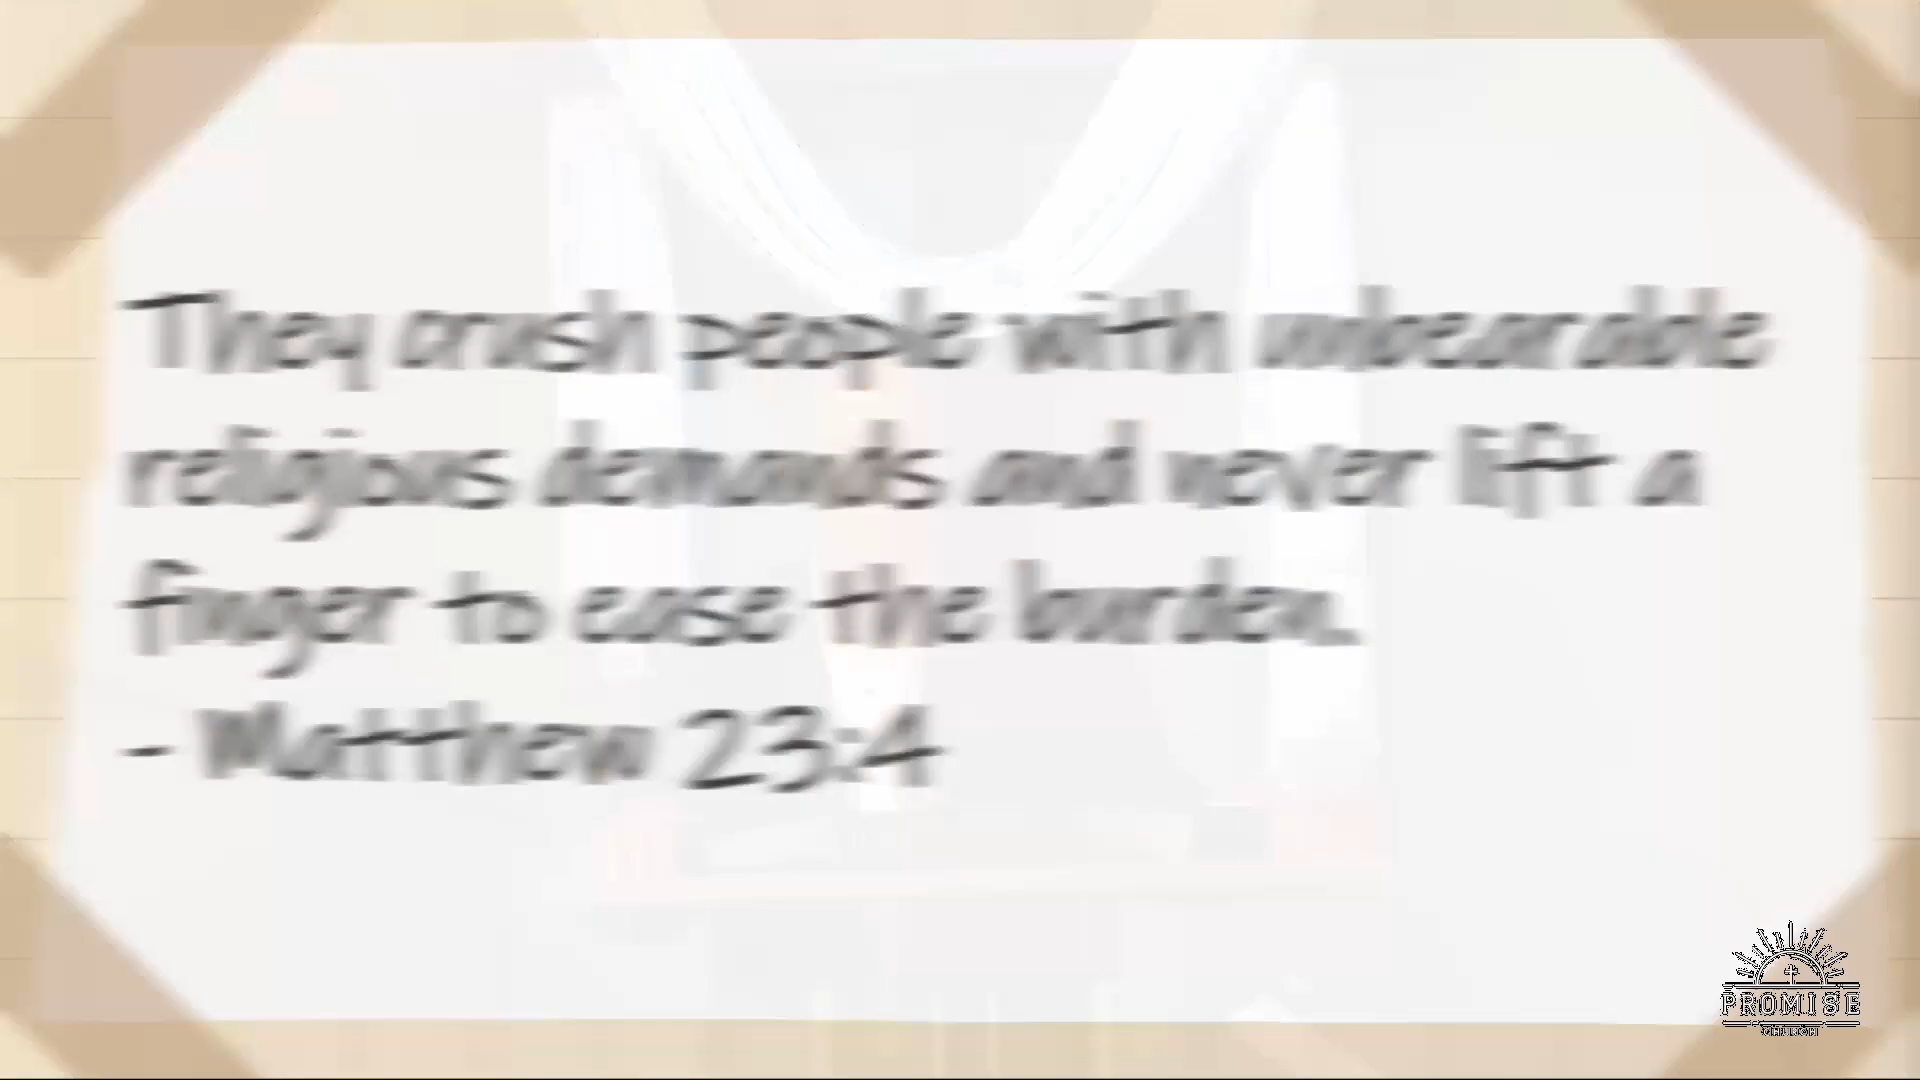 They crush people with unbearable
religious demands and never lift a
finger to ease the burden.
- Matthew 23:4
PROMISE
CHURCH